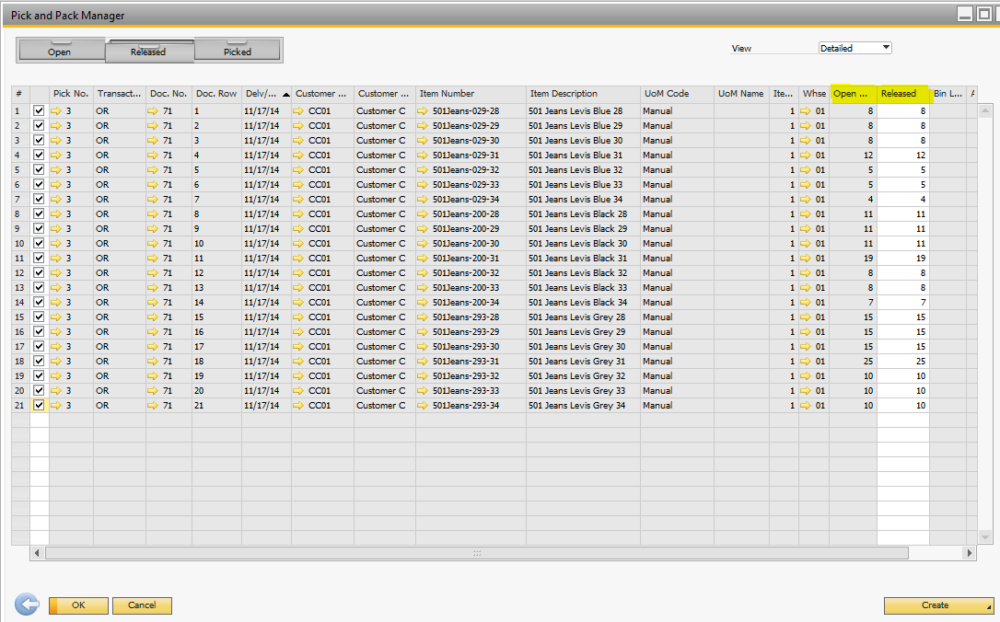 Pick and Pack Manager
Open Released Picked View Detailed
# Pick No. Transact... Doc. No. Doc. Row Delv/... Customer ... Customer ... Item Number Item Description UoM Code UoM Name Ite... Whse Open ... Released Bin L... A
1 3 OR 71 1 11/17/14 CC01 Customer C 501Jeans-029-28 501 Jeans Levis Blue 28 Manual 1 01 8 8
2 3 OR 71 2 11/17/14 CC01 Customer C 501Jeans-029-29 501 Jeans Levis Blue 29 Manual 1 01 8 8
3 3 OR 71 3 11/17/14 CC01 Customer C 501Jeans-029-30 501 Jeans Levis Blue 30 Manual 1 01 8 8
4 3 OR 71 4 11/17/14 CC01 Customer C 501Jeans-029-31 501 Jeans Levis Blue 31 Manual 1 01 12 12
5 3 OR 71 5 11/17/14 CC01 Customer C 501Jeans-029-32 501 Jeans Levis Blue 32 Manual 1 01 5 5
6 3 OR 71 6 11/17/14 CC01 Customer C 501Jeans-029-33 501 Jeans Levis Blue 33 Manual 1 01 5 5
7 3 OR 71 7 11/17/14 CC01 Customer C 501Jeans-029-34 501 Jeans Levis Blue 34 Manual 1 01 4 4
8 3 OR 71 8 11/17/14 CC01 Customer C 501Jeans-200-28 501 Jeans Levis Black 28 Manual 1 01 11 11
9 3 OR 71 9 11/17/14 CC01 Customer C 501Jeans-200-29 501 Jeans Levis Black 29 Manual 1 01 11 11
10 3 OR 71 10 11/17/14 CC01 Customer C 501Jeans-200-30 501 Jeans Levis Black 30 Manual 1 01 11 11
11 3 OR 71 11 11/17/14 CC01 Customer C 501Jeans-200-31 501 Jeans Levis Black 31 Manual 1 01 19 19
12 3 OR 71 12 11/17/14 CC01 Customer C 501Jeans-200-32 501 Jeans Levis Black 32 Manual 1 01 8 8
13 3 OR 71 13 11/17/14 CC01 Customer C 501Jeans-200-33 501 Jeans Levis Black 33 Manual 1 01 8 8
14 3 OR 71 14 11/17/14 CC01 Customer C 501Jeans-200-34 501 Jeans Levis Black 34 Manual 1 01 7 7
15 3 OR 71 15 11/17/14 CC01 Customer C 501Jeans-293-28 501 Jeans Levis Grey 28 Manual 1 01 15 15
16 3 OR 71 16 11/17/14 CC01 Customer C 501Jeans-293-29 501 Jeans Levis Grey 29 Manual 1 01 15 15
17 3 OR 71 17 11/17/14 CC01 Customer C 501Jeans-293-30 501 Jeans Levis Grey 30 Manual 1 01 15 15
18 3 OR 71 18 11/17/14 CC01 Customer C 501Jeans-293-31 501 Jeans Levis Grey 31 Manual 1 01 25 25
19 3 OR 71 19 11/17/14 CC01 Customer C 501Jeans-293-32 501 Jeans Levis Grey 32 Manual 1 01 10 10
20 3 OR 71 20 11/17/14 CC01 Customer C 501Jeans-293-33 501 Jeans Levis Grey 33 Manual 1 01 10 10
21 3 OR 71 21 11/17/14 CC01 Customer C 501Jeans-293-34 501 Jeans Levis Grey 34 Manual 1 01 10 10
OK Cancel Create